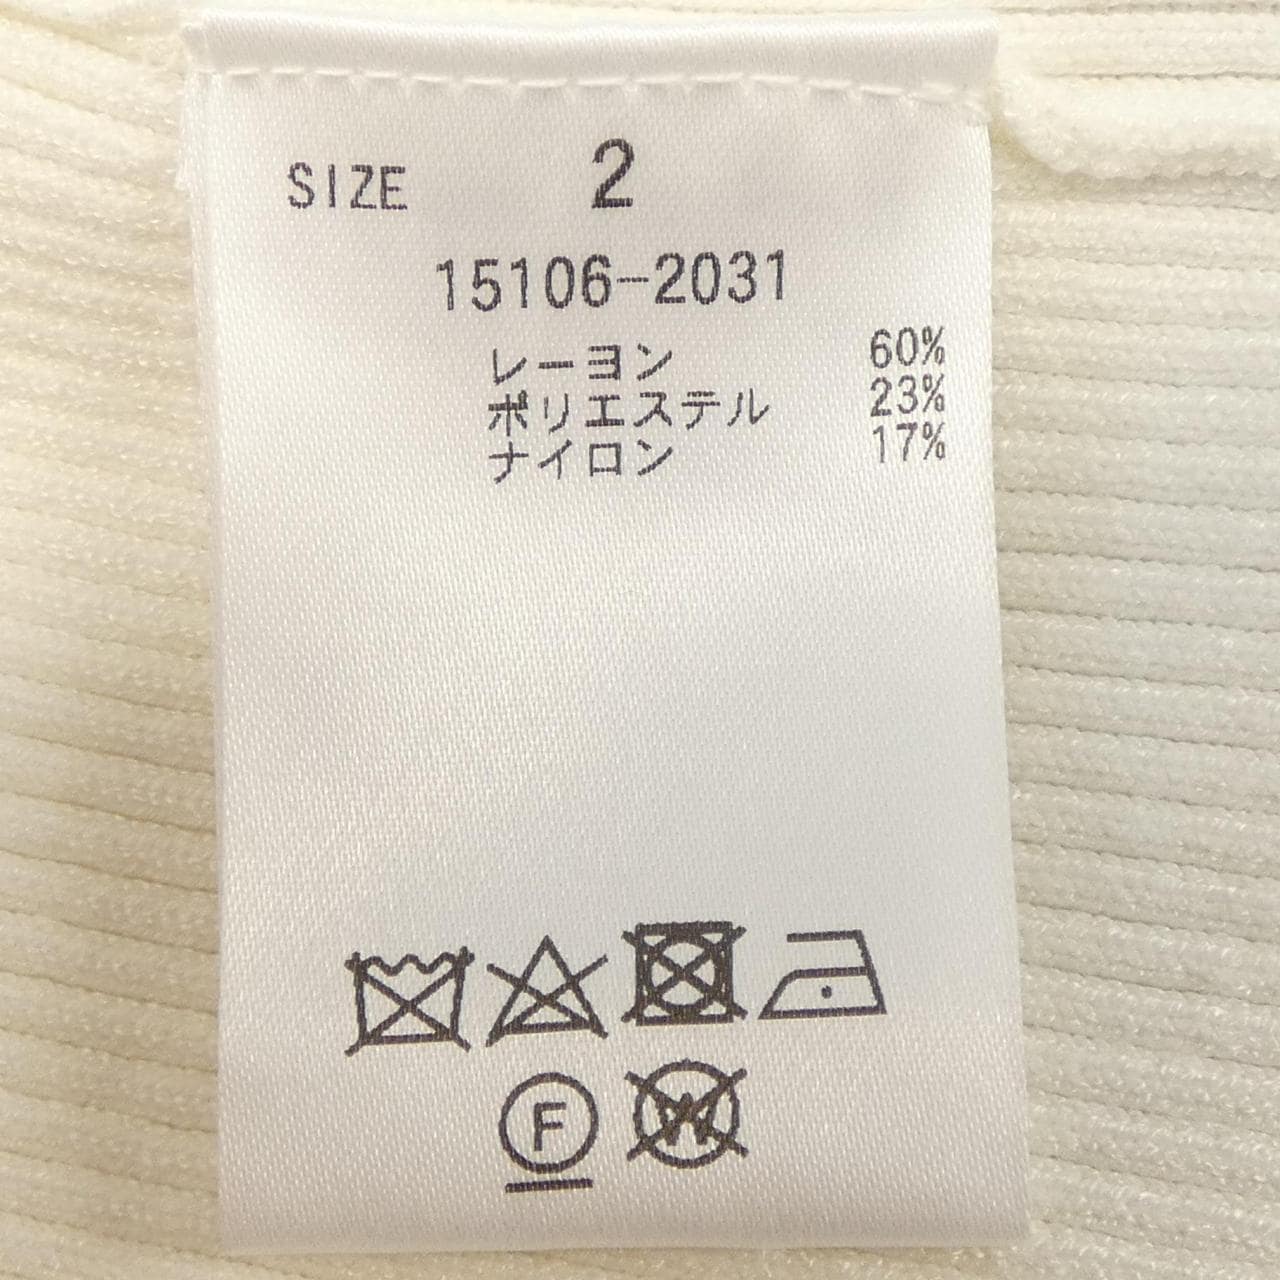 SIZE 2
15106-2031
レーヨン 60%
ポリエステル 23%
ナイロン 17%
F W